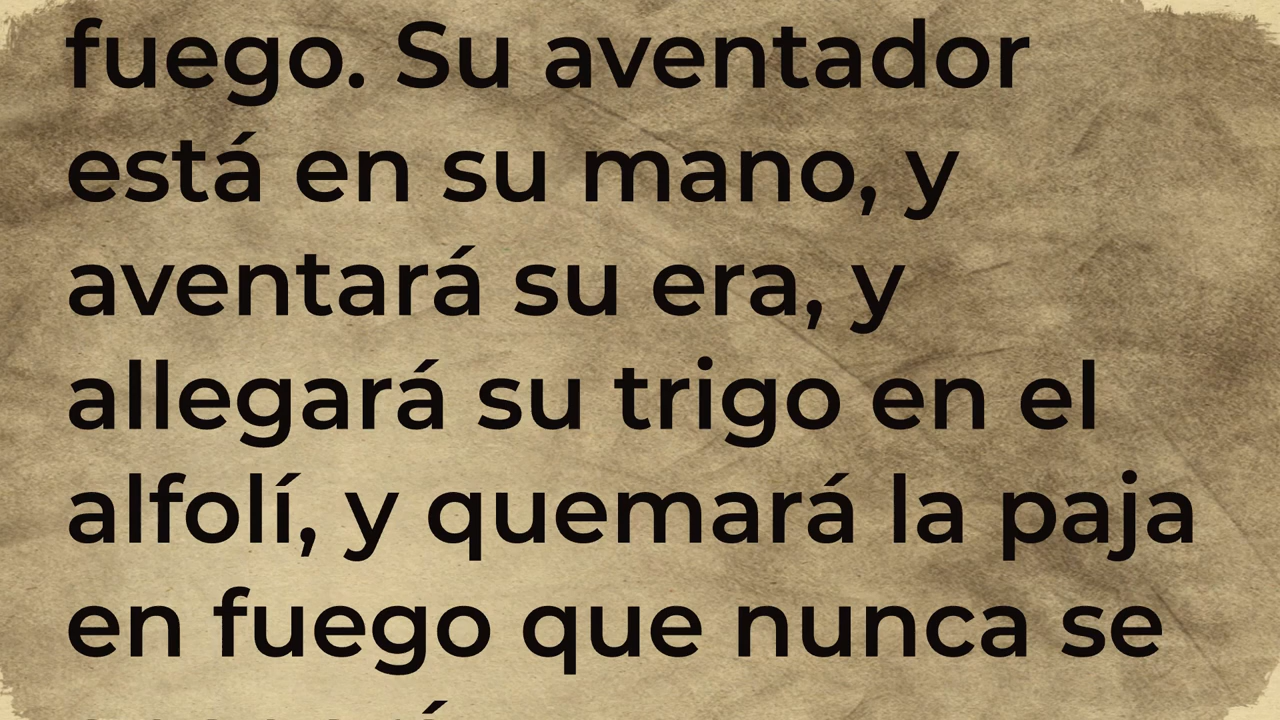 fuego. Su aventador
está en su mano, y
aventará su era, y
allegará su trigo en el
alfolí, y quemará la paja
en fuego que nunca se